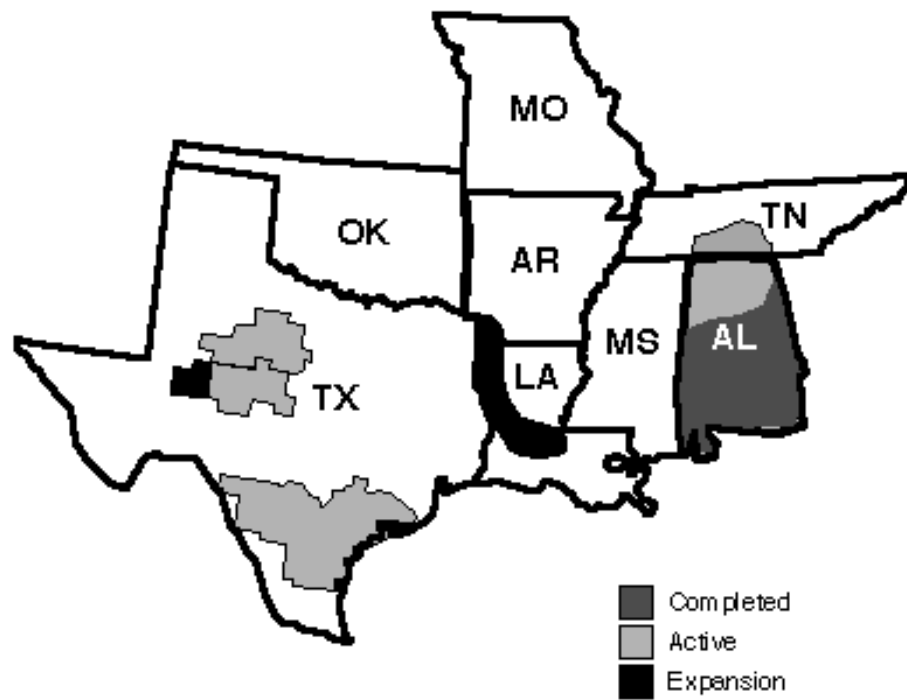 MO
TN
OK
AR
MS
AL
LA
TX
Completed
Active
Expansion